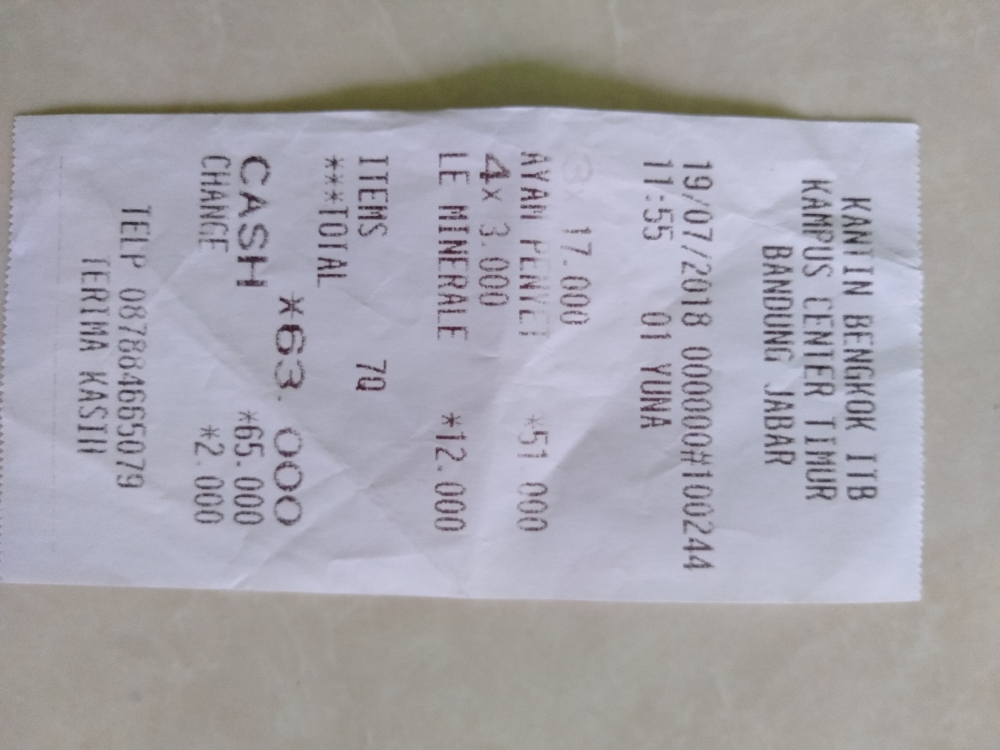 KANTIN BENGKOK ITB
KAMPUS CENTER TIMUR
BANDUNG JABAR
19/07/2018 000000#100244
11:55 01 YUNA
3x 17.000
AYAM PENYET *51.000
4x 3.000
LE MINERALE *12.000
ITEMS 7Q
***TOTAL
*63.000
CASH *65.000
CHANGE *2.000
TELP 087884665079
TERIMA KASIH